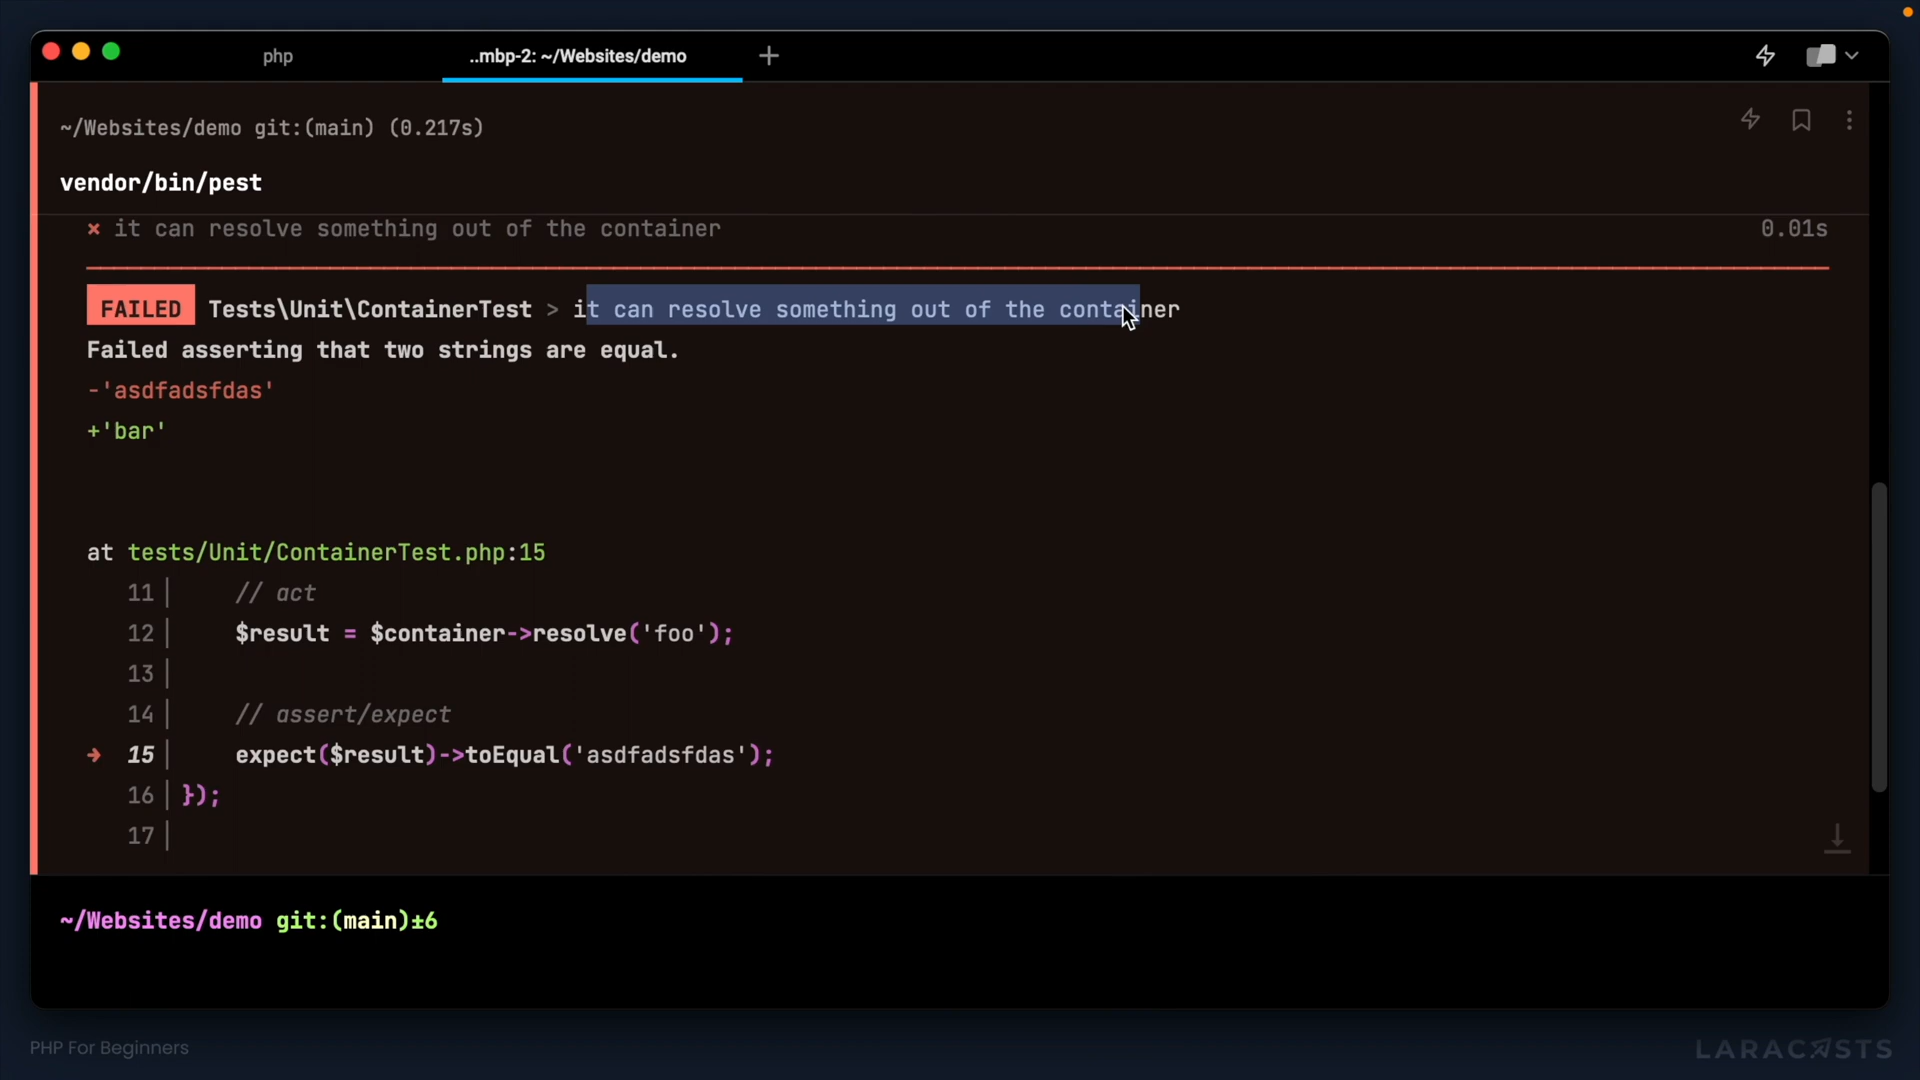 php
..mbp-2: ~/Websites/demo
~/Websites/demo git:(main) (0.217s)
vendor/bin/pest
⨯ it can resolve something out of the container 0.01s
FAILED Tests\Unit\ContainerTest > it can resolve something out of the container
Failed asserting that two strings are equal.
-'asdfadsfdas'
+'bar'
at tests/Unit/ContainerTest.php:15
11| // act
12| $result = $container->resolve('foo');
13|
14| // assert/expect
➜ 15| expect($result)->toEqual('asdfadsfdas');
16| });
17|
~/Websites/demo git:(main)±6
PHP For Beginners
LARACASTS